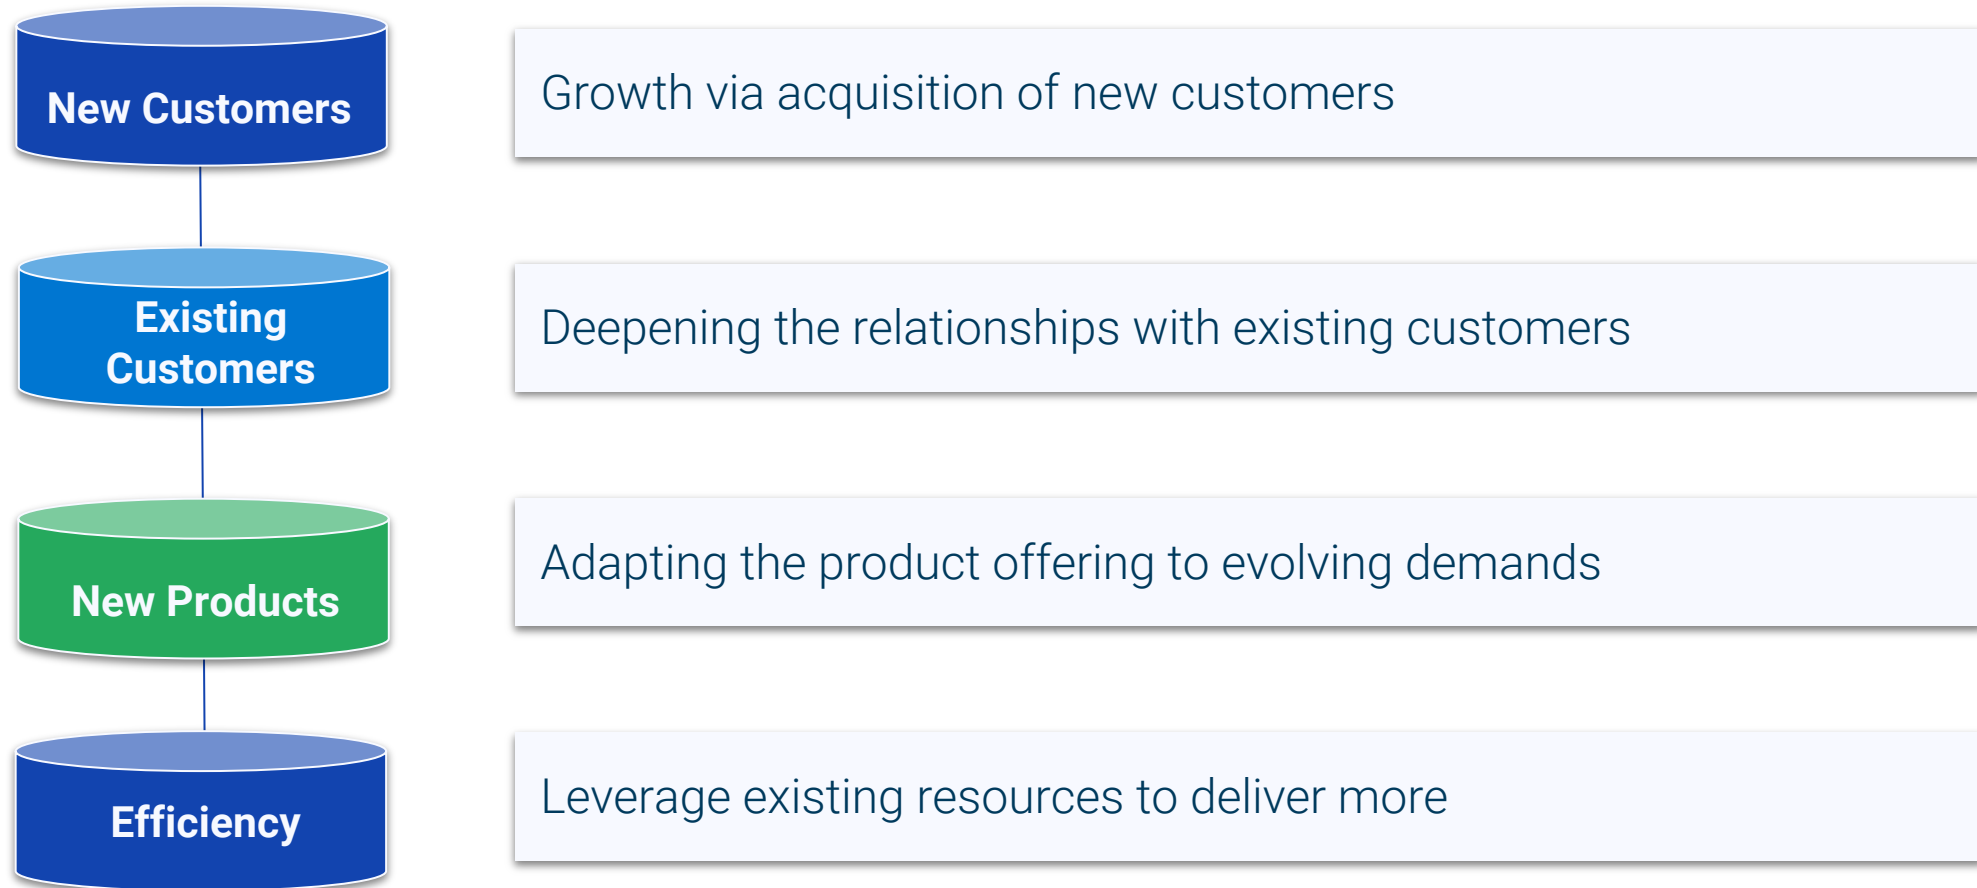 New Customers
Growth via acquisition of new customers
Existing
Customers
Deepening the relationships with existing customers
New Products
Adapting the product offering to evolving demands
Efficiency
Leverage existing resources to deliver more